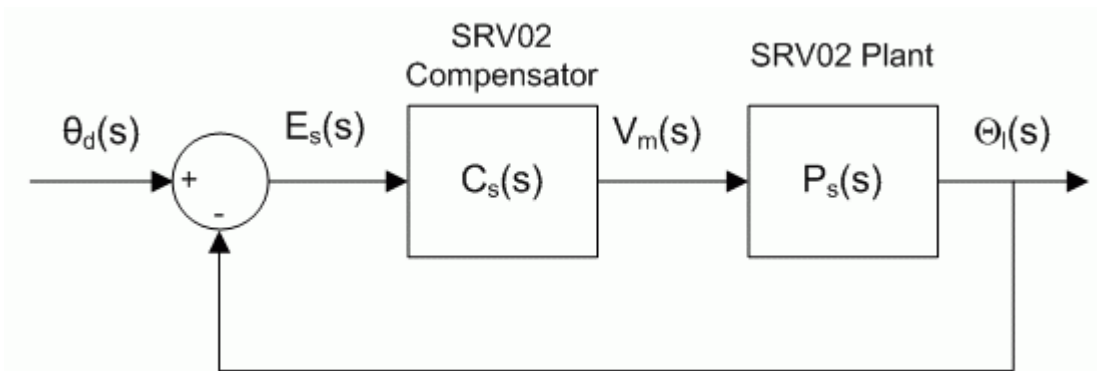 SRV02
Compensator
SRV02 Plant
θd(s)
Es(s)
Vm(s)
Θl(s)
+
-
Cs(s)
Ps(s)